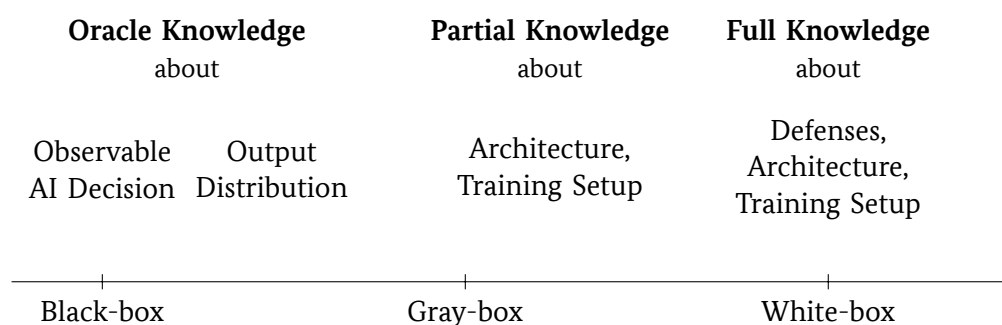 Oracle Knowledge
about
Observable
AI Decision
Output
Distribution
Partial Knowledge
about
Architecture,
Training Setup
Full Knowledge
about
Defenses,
Architecture,
Training Setup
Black-box
Gray-box
White-box